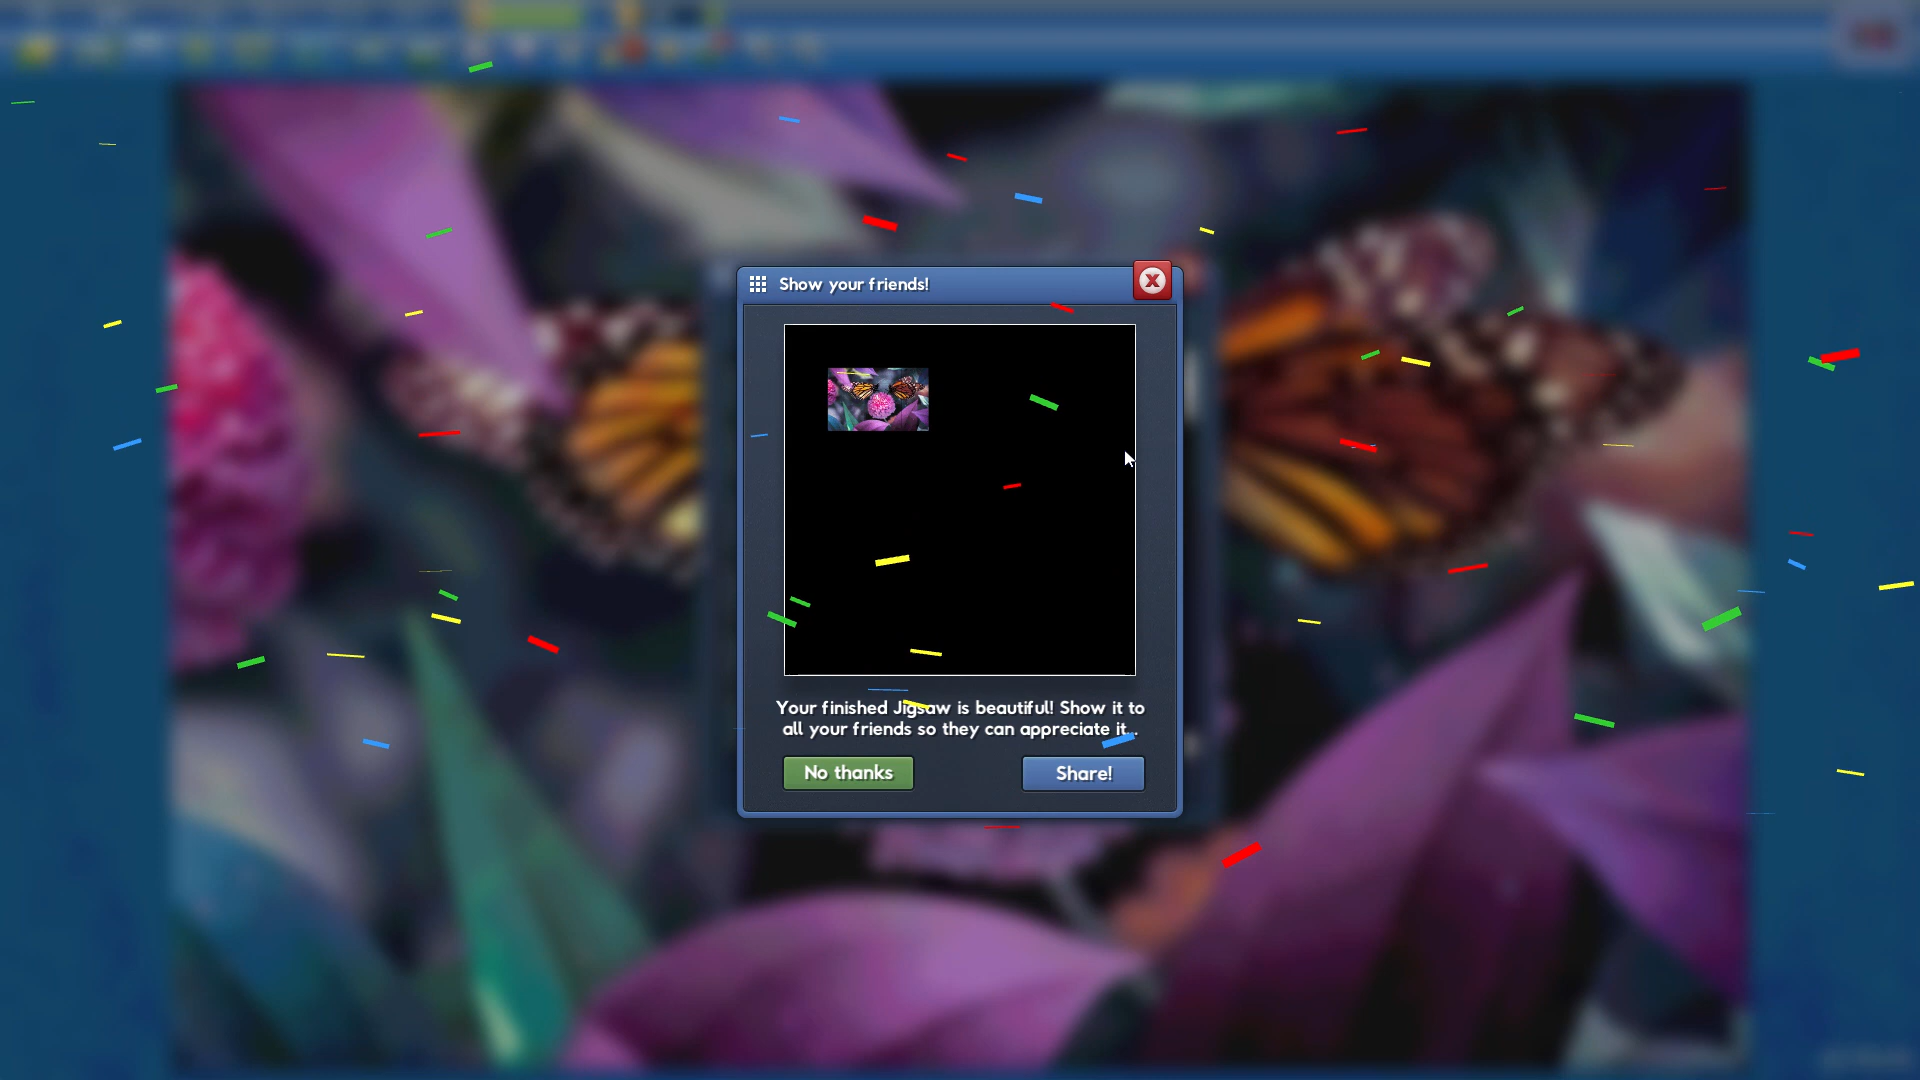 Show your friends!
Your finished Jigsaw is beautiful! Show it to
all your friends so they can appreciate it...
No thanks
Share!